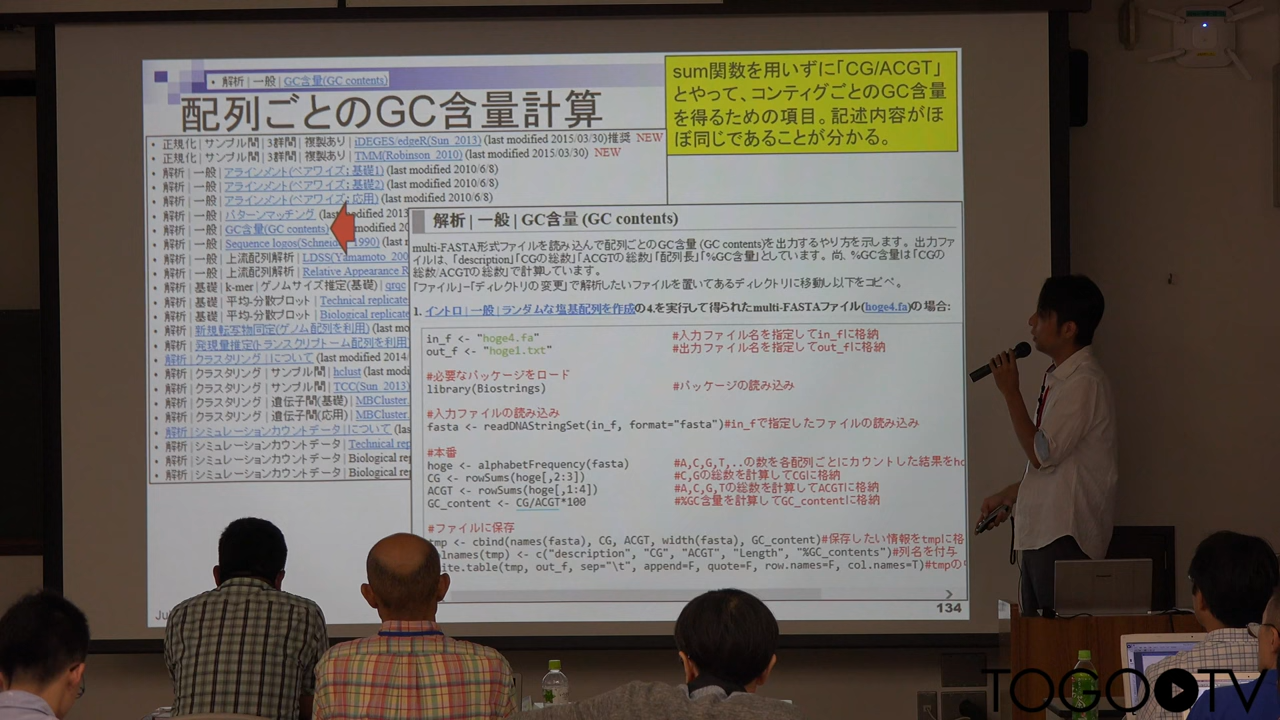 • 解析 | 一般 | GC含量(GC contents)
配列ごとのGC含量計算
sum関数を用いずに「CG/ACGT」
とやって、コンティグごとのGC含量
を得るための項目。記述内容がほ
ぼ同じであることが分かる。
• 正規化 | サンプル間 | 3群間 | 複製あり | iDEGES/edgeR(Sun_2013) (last modified 2015/03/30)推奨 NEW
• 正規化 | サンプル間 | 3群間 | 複製あり | TMM(Robinson_2010) (last modified 2015/03/30) NEW
• 解析 | 一般 | アラインメント(ペアワイズ; 基礎1) (last modified 2010/6/8)
• 解析 | 一般 | アラインメント(ペアワイズ; 基礎2) (last modified 2010/6/8)
• 解析 | 一般 | アラインメント(ペアワイズ; 応用) (last modified 2010/6/8)
• 解析 | 一般 | パターンマッチング (last modified 2013
• 解析 | 一般 | GC含量(GC contents) modified 20
• 解析 | 一般 | Sequence logos(Schneider_1990) (last
• 解析 | 一般 | 上流配列解析 | LDSS(Yamamoto_200
• 解析 | 一般 | 上流配列解析 | Relative Appearance R
• 解析 | 基礎 | k-mer | ゲノムサイズ推定(基礎) | qrqc
• 解析 | 基礎 | 平均-分散プロット | Technical replicate
• 解析 | 基礎 | 平均-分散プロット | Biological replicate
• 解析 | 新規転写物同定(ゲノム配列を利用) (last mo
• 解析 | 発現量推定(トランスクリプトーム配列を利用)
• 解析 | クラスタリング | について (last modified 2014/
• 解析 | クラスタリング | サンプル間 | hclust (last modi
• 解析 | クラスタリング | サンプル間 | TCC(Sun_2013)
• 解析 | クラスタリング | 遺伝子間(基礎) | MBCluster.
• 解析 | クラスタリング | 遺伝子間(応用) | MBCluster.
• 解析 | シミュレーションカウントデータ | について (las
• 解析 | シミュレーションカウントデータ | Technical rep
• 解析 | シミュレーションカウントデータ | Biological rep
• 解析 | シミュレーションカウントデータ | Biological re
解析 | 一般 | GC含量 (GC contents)
multi-FASTA形式ファイルを読み込んで配列ごとのGC含量 (GC contents)を出力するやり方を示します。出力ファ
イルは、「description」「CGの総数」「ACGTの総数」「配列長」「%GC含量」としています。尚、%GC含量は「CGの
総数/ACGTの総数」で計算しています。
「ファイル」-「ディレクトリの変更」で解析したいファイルを置いてあるディレクトリに移動し以下をコピペ。
1. イントロ | 一般 | ランダムな塩基配列を作成の4.を実行して得られたmulti-FASTAファイル(hoge4.fa)の場合:
in_f <- "hoge4.fa" #入力ファイル名を指定してin_fに格納
out_f <- "hoge1.txt" #出力ファイル名を指定してout_fに格納
#必要なパッケージをロード
library(Biostrings) #パッケージの読み込み
#入力ファイルの読み込み
fasta <- readDNAStringSet(in_f, format="fasta")#in_fで指定したファイルの読み込み
#本番
hoge <- alphabetFrequency(fasta) #A,C,G,T,..の数を各配列ごとにカウントした結果をho
CG <- rowSums(hoge[,2:3]) #C,Gの総数を計算してCGに格納
ACGT <- rowSums(hoge[,1:4]) #A,C,G,Tの総数を計算してACGTに格納
GC_content <- CG/ACGT*100 #%GC含量を計算してGC_contentに格納
#ファイルに保存
tmp <- cbind(names(fasta), CG, ACGT, width(fasta), GC_content)#保存したい情報をtmpに格
olnames(tmp) <- c("description", "CG", "ACGT", "Length", "%GC_contents")#列名を付与
ite.table(tmp, out_f, sep="\t", append=F, quote=F, row.names=F, col.names=T)#tmpの
134
TOGO TV